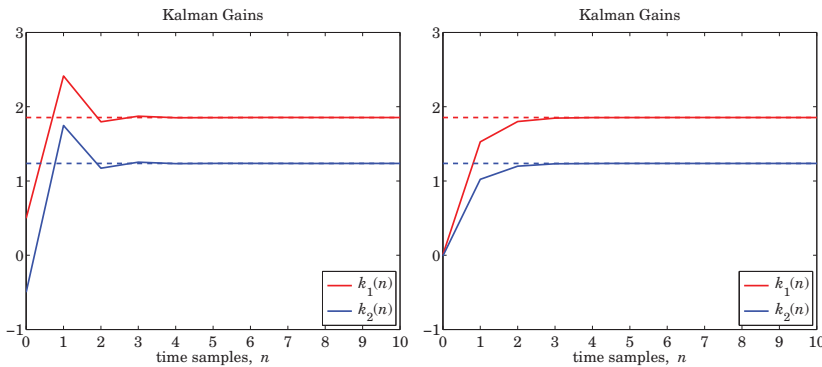 Kalman Gains
3
2
1
0
−1
0 1 2 3 4 5 6 7 8 9 10
time samples, n
k1(n)
k2(n)
Kalman Gains
3
2
1
0
−1
0 1 2 3 4 5 6 7 8 9 10
time samples, n
k1(n)
k2(n)